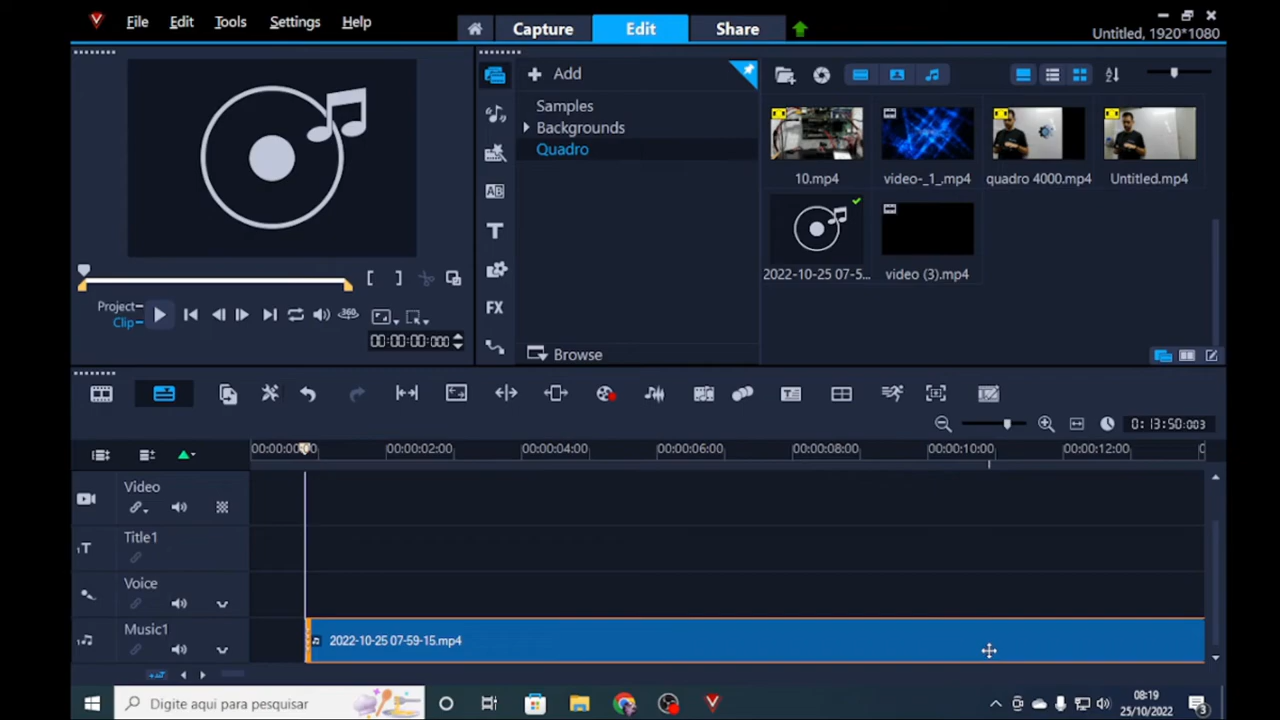 File Edit Tools Settings Help
Capture Edit Share
Untitled, 1920*1080
Add
Samples
Backgrounds
Quadro
Browse
10.mp4 video-_1_.mp4 quadro 4000.mp4 Untitled.mp4
2022-10-25 07-5... video (3).mp4
Project
Clip
00:00:00:000
AB
T
FX
360
0:13:50:003
00:00:00:00 00:00:02:00 00:00:04:00 00:00:06:00 00:00:08:00 00:00:10:00 00:00:12:00
Video
Title1
Voice
Music1
2022-10-25 07-59-15.mp4
Digite aqui para pesquisar
08:19
25/10/2022
3